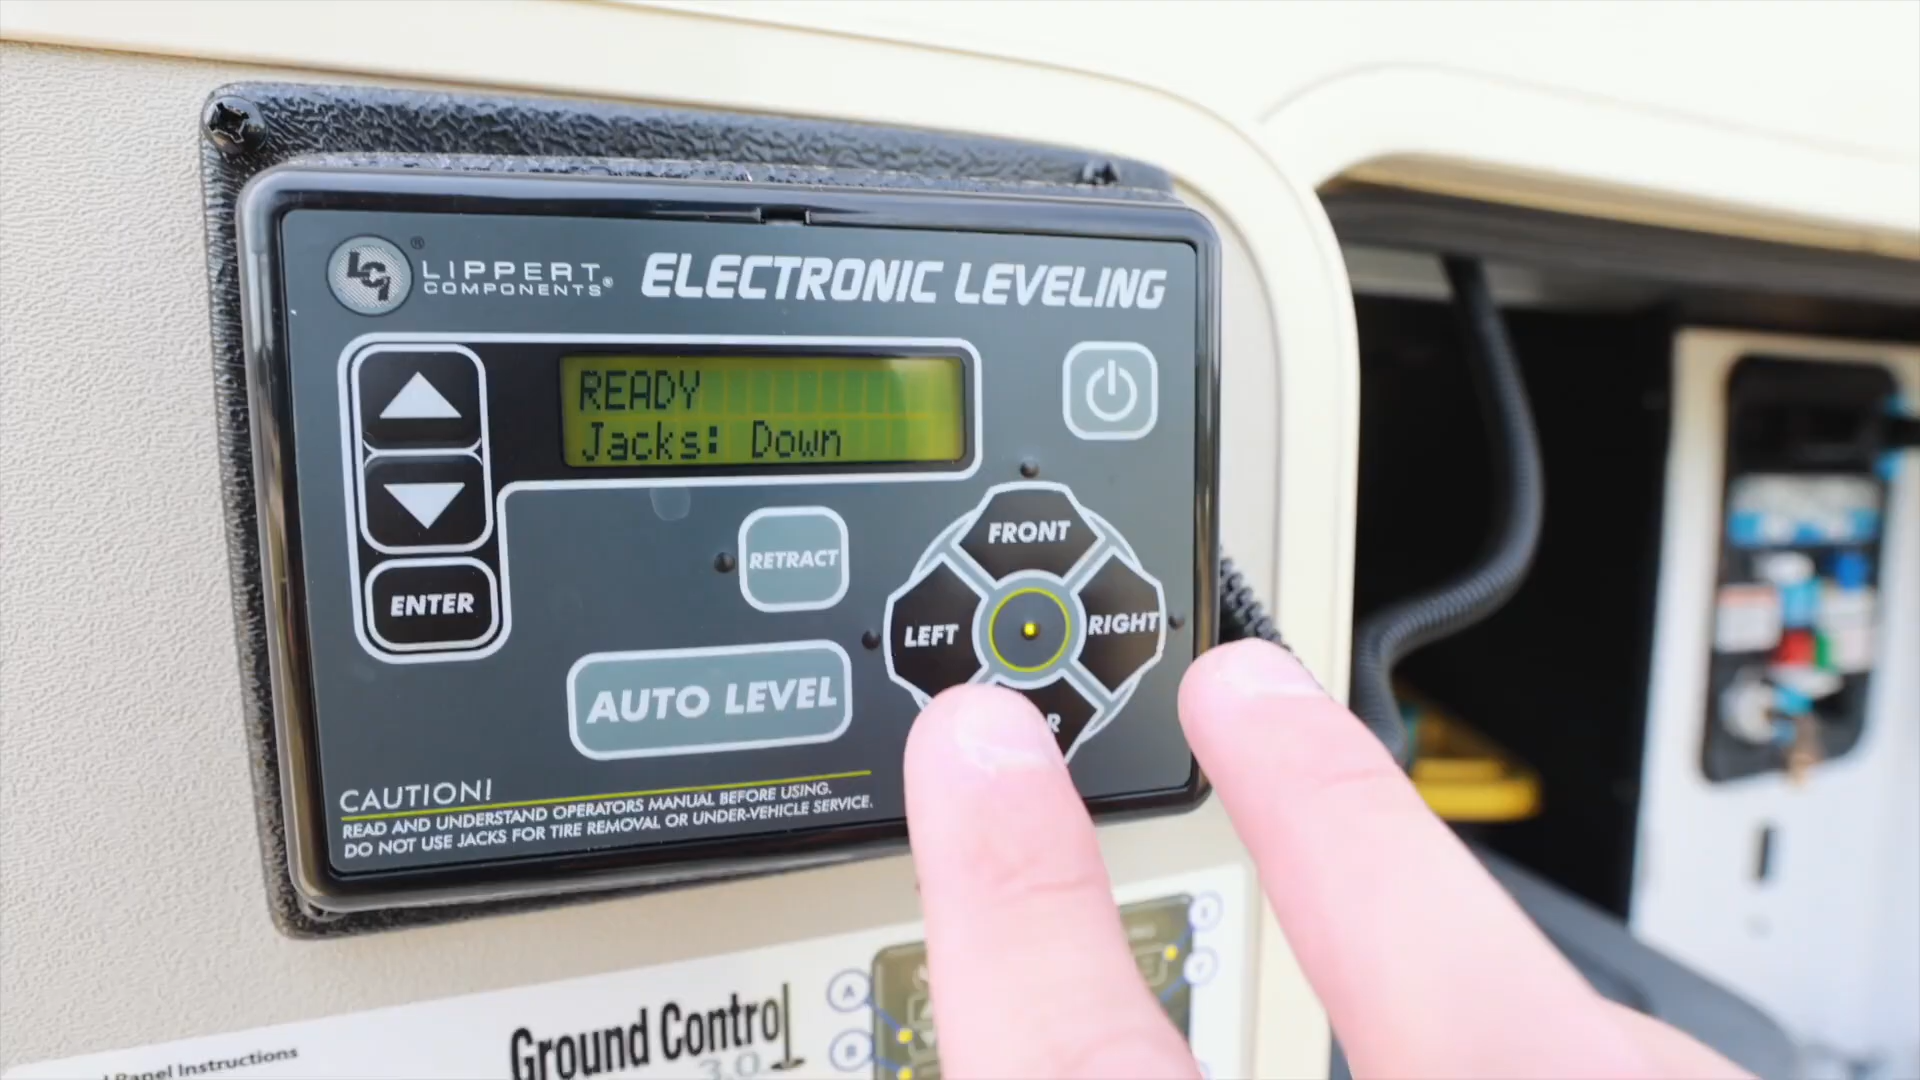 LCI ® LIPPERT
COMPONENTS®
ELECTRONIC LEVELING
READY
Jacks: Down
ENTER
RETRACT
FRONT
LEFT
RIGHT
AUTO LEVEL
CAUTION!
READ AND UNDERSTAND OPERATORS MANUAL BEFORE USING.
DO NOT USE JACKS FOR TIRE REMOVAL OR UNDER-VEHICLE SERVICE.
Ground Control
3.0
Panel Instructions
A
B